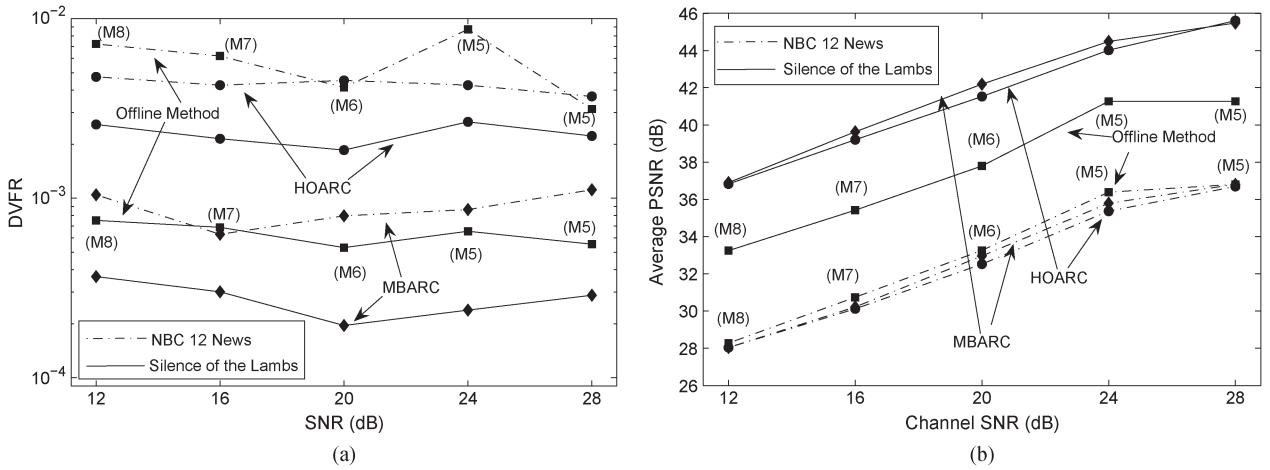 10−2
10−3
10−4
DVFR
(M8)
(M7)
(M5)
Offline Method
(M6)
(M5)
HOARC
(M7)
(M8)
(M6)
(M5)
(M5)
MBARC
NBC 12 News
Silence of the Lambs
12 16 20 24 28
SNR (dB)
(a)
46
44
42
40
38
36
34
32
30
28
26
Average PSNR (dB)
NBC 12 News
Silence of the Lambs
(M5)
(M5)
Offline Method
(M6)
(M7)
(M8)
(M5)
(M5)
(M6)
HOARC
(M7)
(M8)
MBARC
12 16 20 24 28
Channel SNR (dB)
(b)